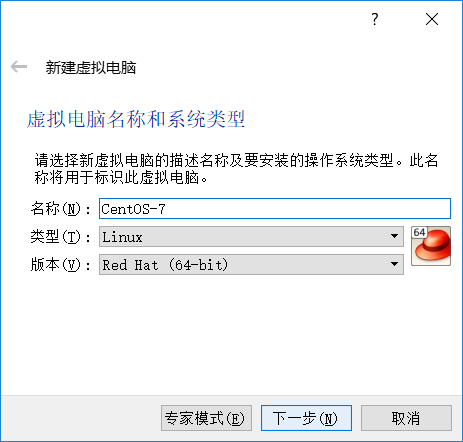 ?
新建虚拟电脑
虚拟电脑名称和系统类型
请选择新虚拟电脑的描述名称及要安装的操作系统类型。此名
称将用于标识此虚拟电脑。
名称(N): CentOS-7
类型(T): Linux
64
版本(V): Red Hat (64-bit)
专家模式(E) 下一步(N) 取消